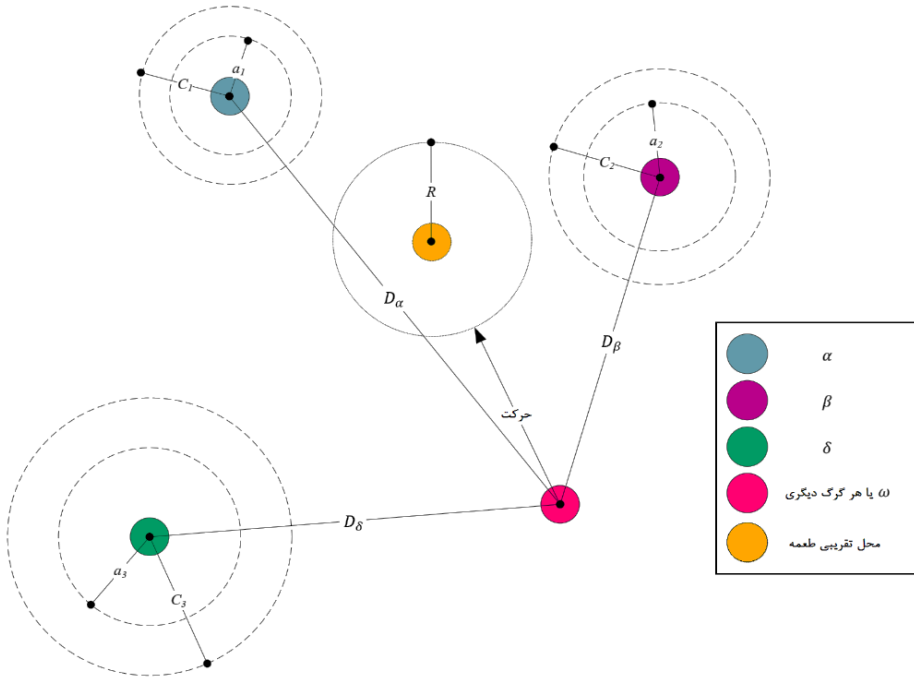 a₁
C₁
a₂
C₂
R
Dα
Dβ
حرکت
Dδ
a₃
C₃
α
β
δ
ω یا هر گرگ دیگری
محل تقریبی طعمه